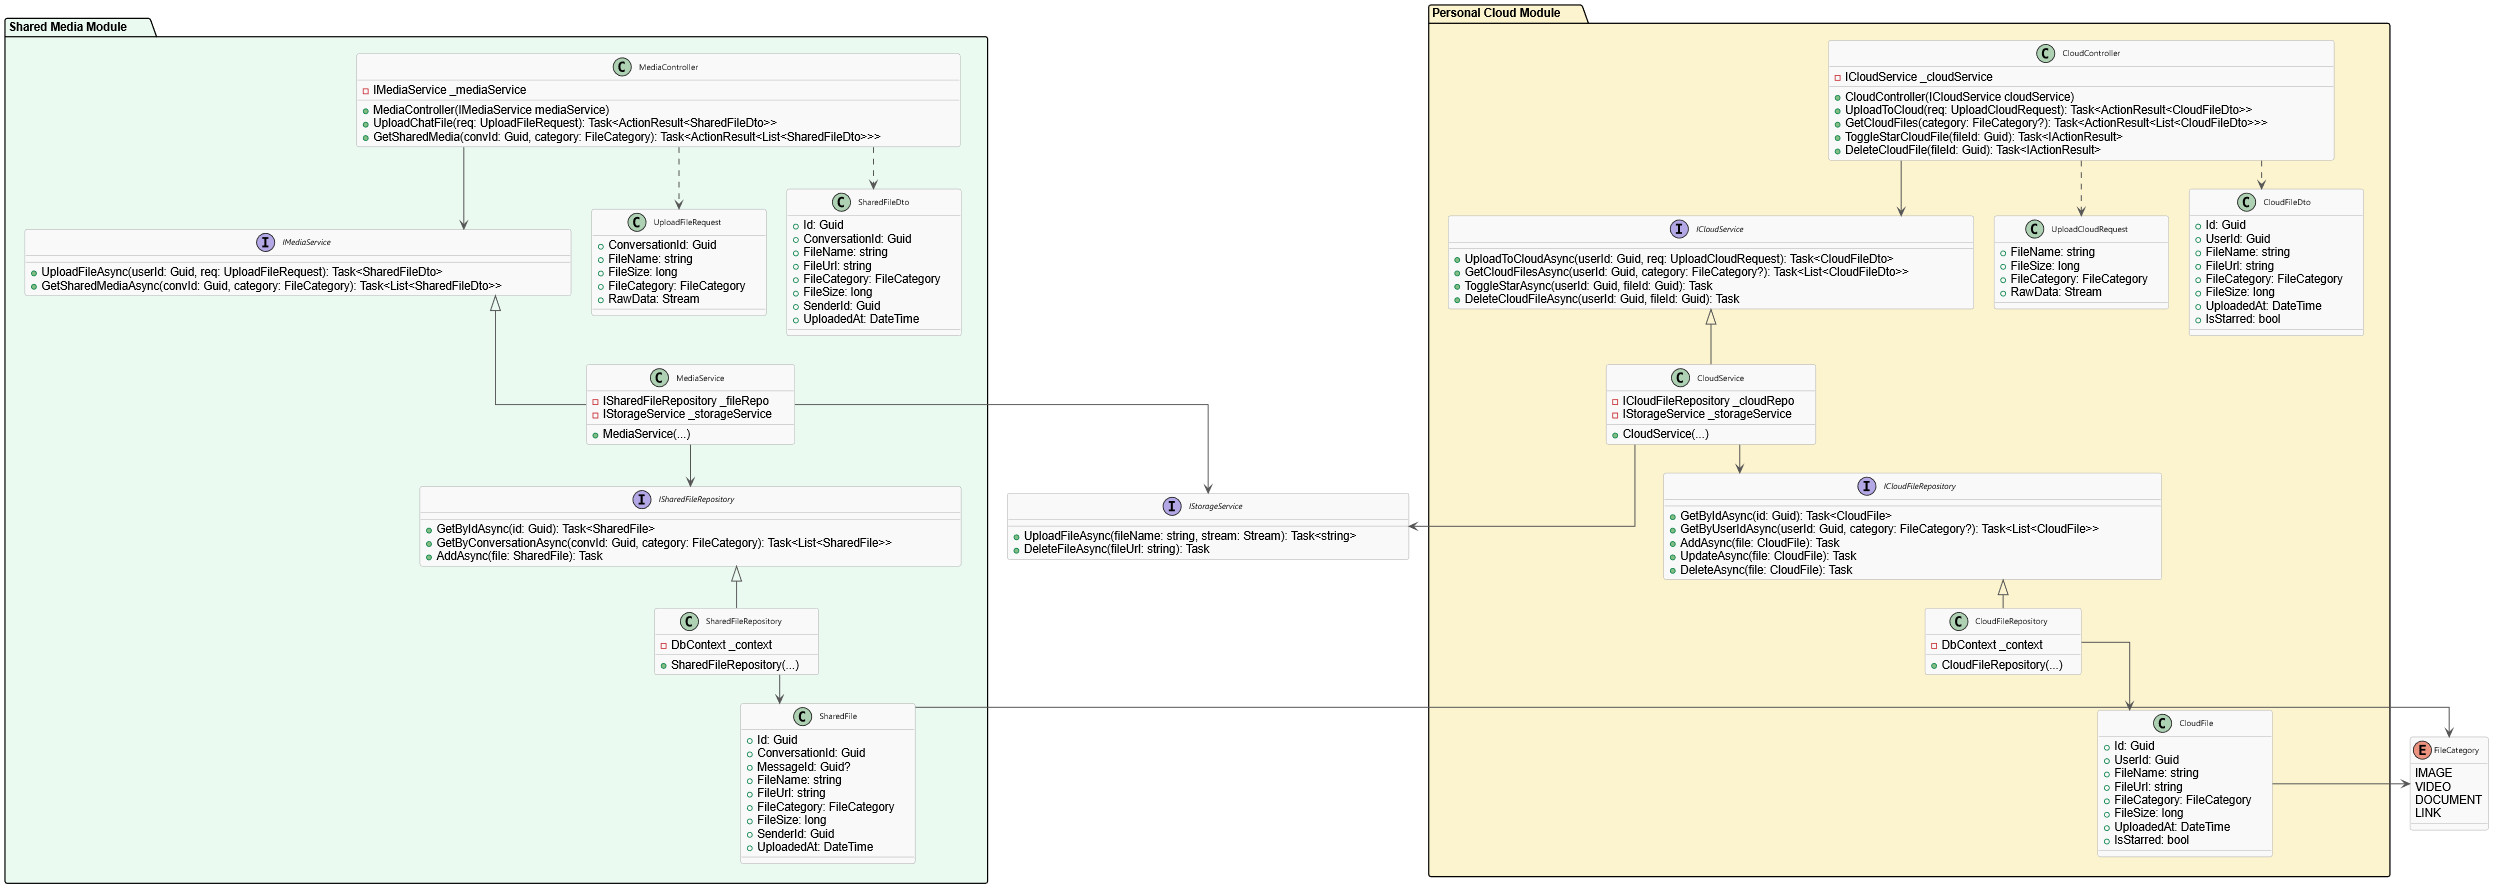 Shared Media Module
C MediaController
IMediaService _mediaService
MediaController(IMediaService mediaService)
UploadChatFile(req: UploadFileRequest): Task<ActionResult<SharedFileDto>>
GetSharedMedia(convId: Guid, category: FileCategory): Task<ActionResult<List<SharedFileDto>>>
I IMediaService
UploadFileAsync(userId: Guid, req: UploadFileRequest): Task<SharedFileDto>
GetSharedMediaAsync(convId: Guid, category: FileCategory): Task<List<SharedFileDto>>
C UploadFileRequest
ConversationId: Guid
FileName: string
FileSize: long
FileCategory: FileCategory
RawData: Stream
C SharedFileDto
Id: Guid
ConversationId: Guid
FileName: string
FileUrl: string
FileCategory: FileCategory
FileSize: long
SenderId: Guid
UploadedAt: DateTime
C MediaService
ISharedFileRepository _fileRepo
IStorageService _storageService
MediaService(...)
I ISharedFileRepository
GetByIdAsync(id: Guid): Task<SharedFile>
GetByConversationAsync(convId: Guid, category: FileCategory): Task<List<SharedFile>>
AddAsync(file: SharedFile): Task
C SharedFileRepository
DbContext _context
SharedFileRepository(...)
C SharedFile
Id: Guid
ConversationId: Guid
MessageId: Guid?
FileName: string
FileUrl: string
FileCategory: FileCategory
FileSize: long
SenderId: Guid
UploadedAt: DateTime
I IStorageService
UploadFileAsync(fileName: string, stream: Stream): Task<string>
DeleteFileAsync(fileUrl: string): Task
Personal Cloud Module
C CloudController
ICloudService _cloudService
CloudController(ICloudService cloudService)
UploadToCloud(req: UploadCloudRequest): Task<ActionResult<CloudFileDto>>
GetCloudFiles(category: FileCategory?): Task<ActionResult<List<CloudFileDto>>>
ToggleStarCloudFile(fileId: Guid): Task<IActionResult>
DeleteCloudFile(fileId: Guid): Task<IActionResult>
I ICloudService
UploadToCloudAsync(userId: Guid, req: UploadCloudRequest): Task<CloudFileDto>
GetCloudFilesAsync(userId: Guid, category: FileCategory?): Task<List<CloudFileDto>>
ToggleStarAsync(userId: Guid, fileId: Guid): Task
DeleteCloudFileAsync(userId: Guid, fileId: Guid): Task
C UploadCloudRequest
FileName: string
FileSize: long
FileCategory: FileCategory
RawData: Stream
C CloudFileDto
Id: Guid
UserId: Guid
FileName: string
FileUrl: string
FileCategory: FileCategory
FileSize: long
UploadedAt: DateTime
IsStarred: bool
C CloudService
ICloudFileRepository _cloudRepo
IStorageService _storageService
CloudService(...)
I ICloudFileRepository
GetByIdAsync(id: Guid): Task<CloudFile>
GetByUserIdAsync(userId: Guid, category: FileCategory?): Task<List<CloudFile>>
AddAsync(file: CloudFile): Task
UpdateAsync(file: CloudFile): Task
DeleteAsync(file: CloudFile): Task
C CloudFileRepository
DbContext _context
CloudFileRepository(...)
C CloudFile
Id: Guid
UserId: Guid
FileName: string
FileUrl: string
FileCategory: FileCategory
FileSize: long
UploadedAt: DateTime
IsStarred: bool
E FileCategory
IMAGE
VIDEO
DOCUMENT
LINK